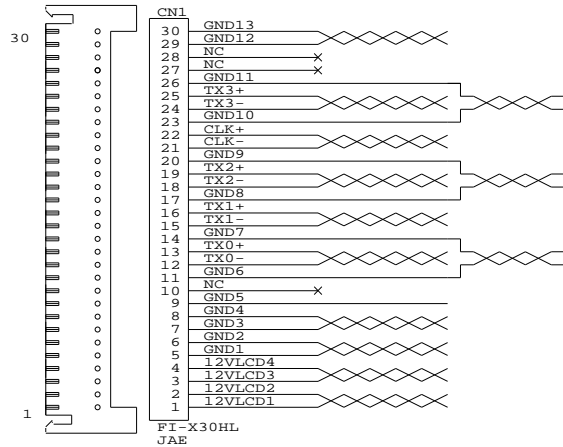 CN1
30
30 GND13
29 GND12
28 NC
27 NC
26 GND11
25 TX3+
24 TX3-
23 GND10
22 CLK+
21 CLK-
20 GND9
19 TX2+
18 TX2-
17 GND8
16 TX1+
15 TX1-
14 GND7
13 TX0+
12 TX0-
11 GND6
10 NC
9 GND5
8 GND4
7 GND3
6 GND2
5 GND1
4 12VLCD4
3 12VLCD3
2 12VLCD2
1 12VLCD1
1
FI-X30HL
JAE